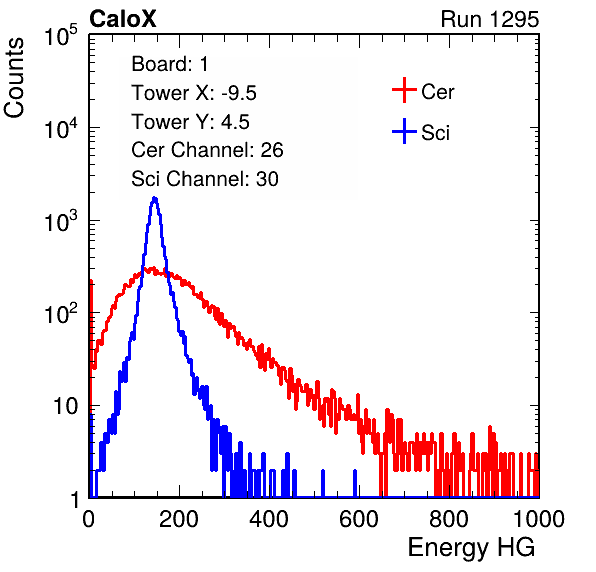 CaloX Run 1295
Counts
10^5
10^4
10^3
10^2
10
1
Board: 1
Tower X: -9.5
Tower Y: 4.5
Cer Channel: 26
Sci Channel: 30
Cer
Sci
0 200 400 600 800 1000
Energy HG